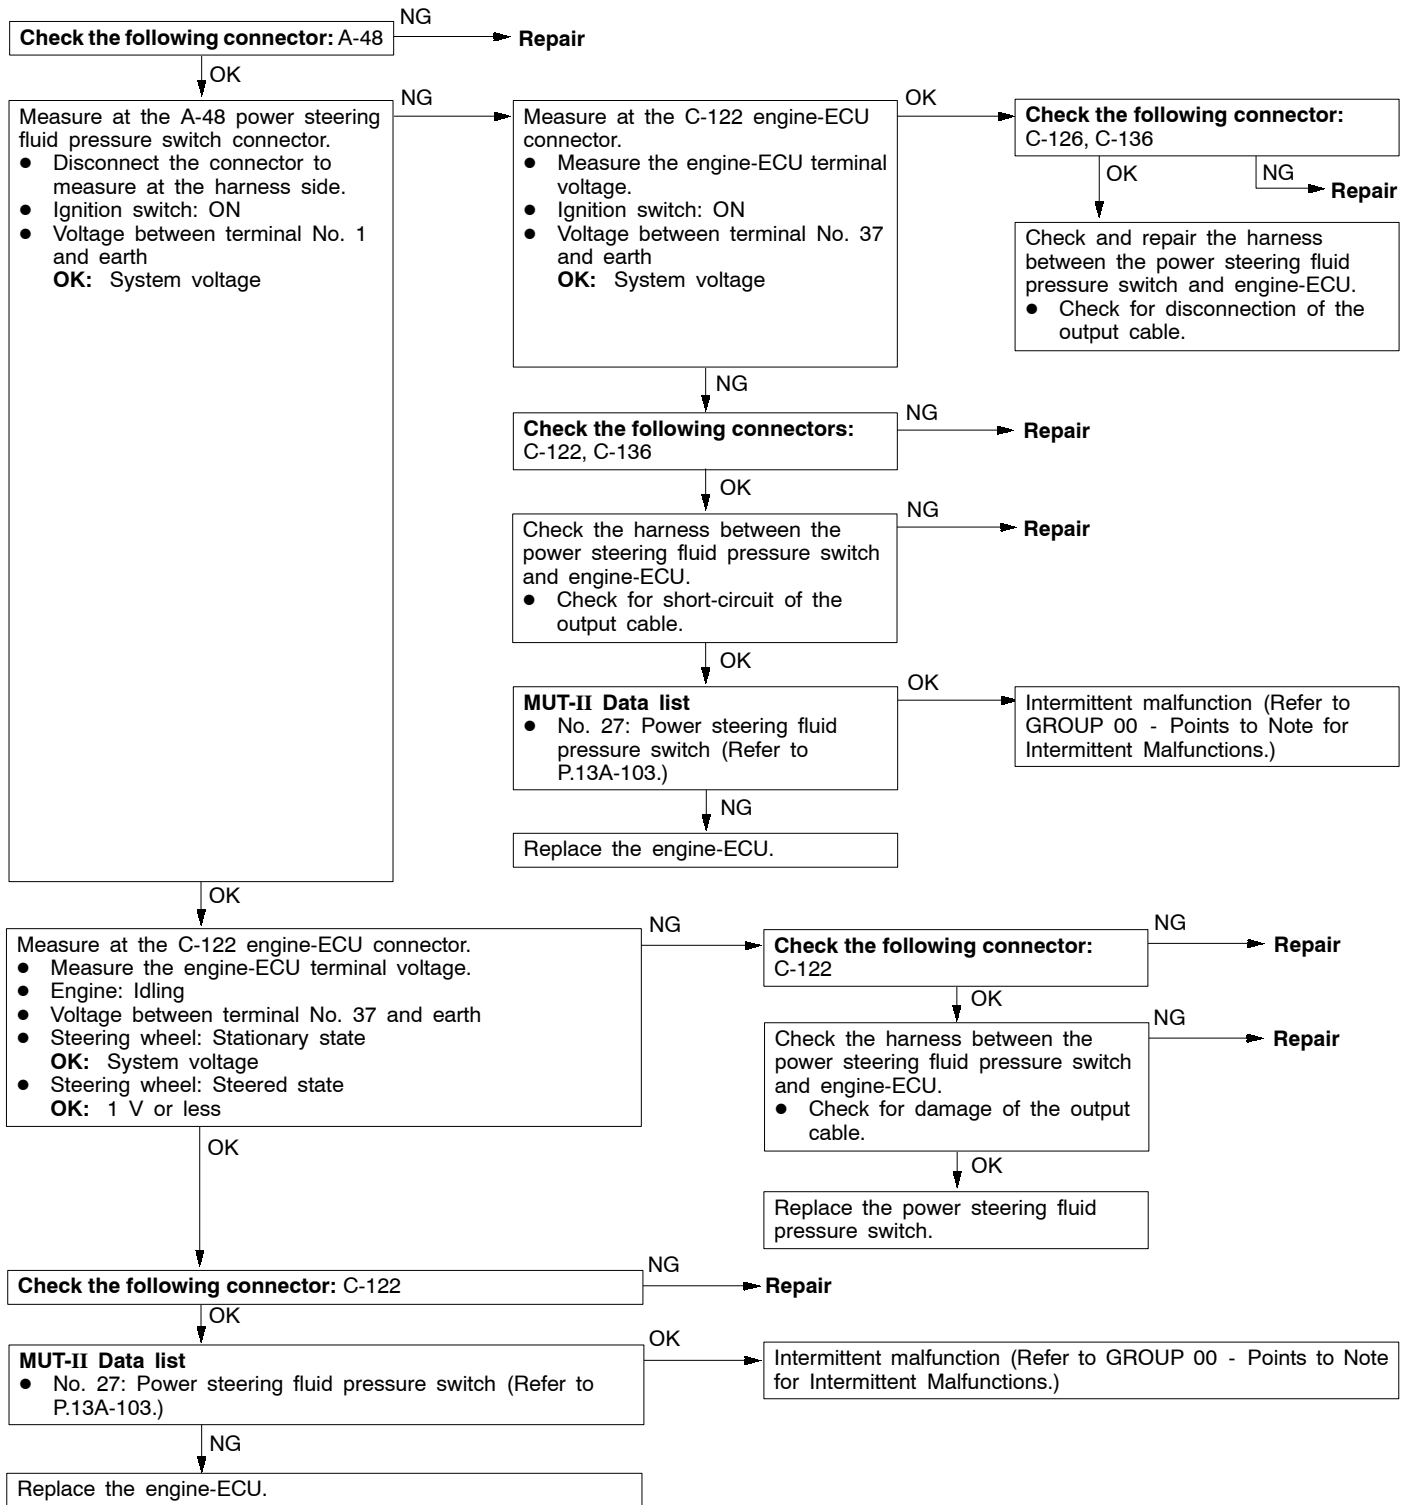 Check the following connector: A-48
NG
Repair
OK
Measure at the A-48 power steering
fluid pressure switch connector.
● Disconnect the connector to
measure at the harness side.
● Ignition switch: ON
● Voltage between terminal No. 1
and earth
OK: System voltage
NG
Measure at the C-122 engine-ECU
connector.
● Measure the engine-ECU terminal
voltage.
● Ignition switch: ON
● Voltage between terminal No. 37
and earth
OK: System voltage
OK
Check the following connector:
C-126, C-136
OK
NG
Repair
Check and repair the harness
between the power steering fluid
pressure switch and engine-ECU.
● Check for disconnection of the
output cable.
NG
Check the following connectors:
C-122, C-136
NG
Repair
OK
Check the harness between the
power steering fluid pressure switch
and engine-ECU.
● Check for short-circuit of the
output cable.
NG
Repair
OK
MUT-II Data list
● No. 27: Power steering fluid
pressure switch (Refer to
P.13A-103.)
OK
Intermittent malfunction (Refer to
GROUP 00 - Points to Note for
Intermittent Malfunctions.)
NG
Replace the engine-ECU.
OK
Measure at the C-122 engine-ECU connector.
● Measure the engine-ECU terminal voltage.
● Engine: Idling
● Voltage between terminal No. 37 and earth
● Steering wheel: Stationary state
OK: System voltage
● Steering wheel: Steered state
OK: 1 V or less
NG
Check the following connector:
C-122
NG
Repair
OK
Check the harness between the
power steering fluid pressure switch
and engine-ECU.
● Check for damage of the output
cable.
NG
Repair
OK
Replace the power steering fluid
pressure switch.
OK
Check the following connector: C-122
NG
Repair
OK
MUT-II Data list
● No. 27: Power steering fluid pressure switch (Refer to
P.13A-103.)
OK
Intermittent malfunction (Refer to GROUP 00 - Points to Note
for Intermittent Malfunctions.)
NG
Replace the engine-ECU.